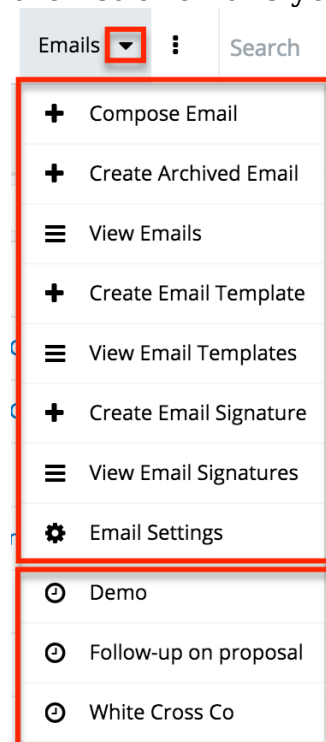 Emails
Search
Compose Email
Create Archived Email
View Emails
Create Email Template
View Email Templates
Create Email Signature
View Email Signatures
Email Settings
Demo
Follow-up on proposal
White Cross Co